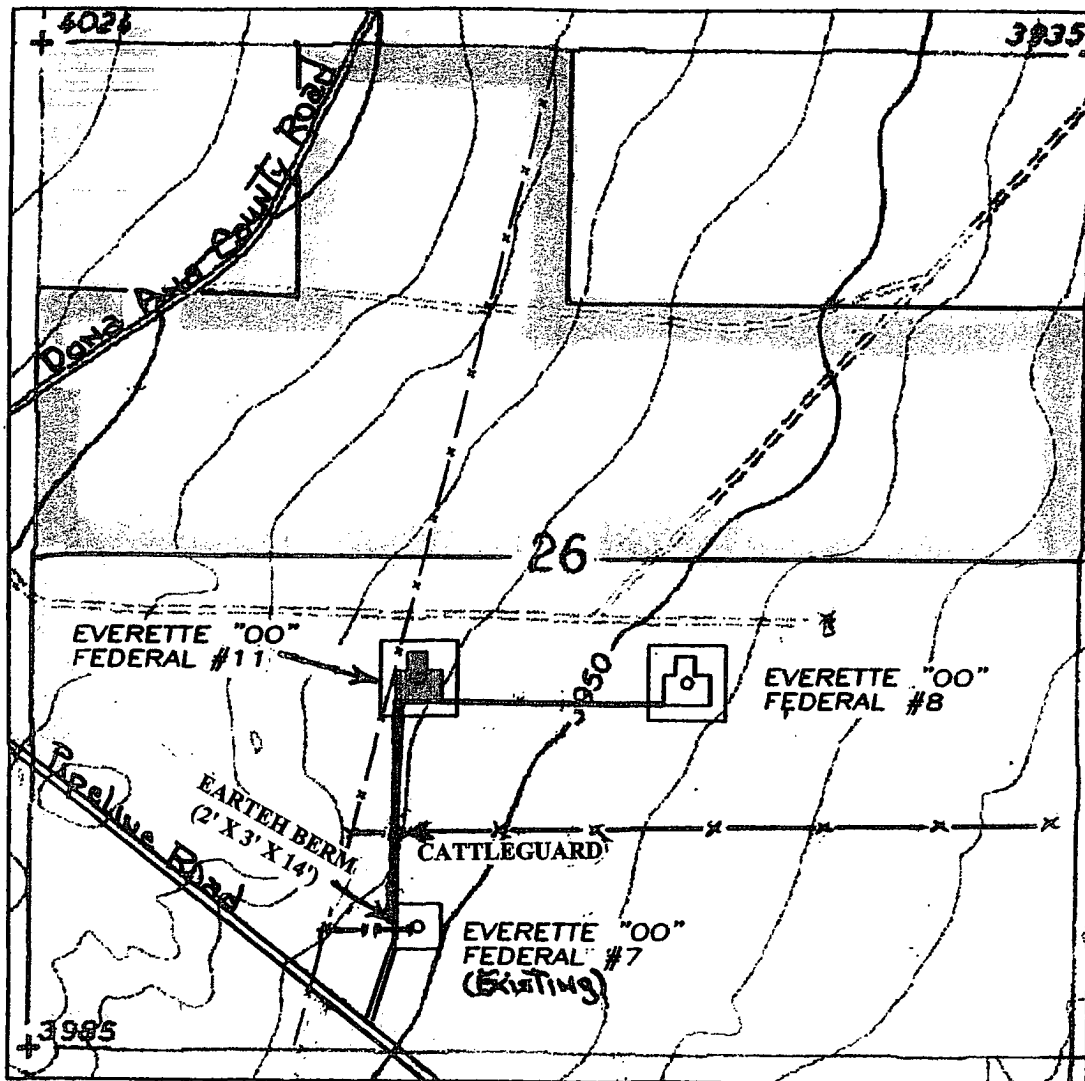 4024
3935
Dona Ana County Road
26
EVERETTE "OO"
FEDERAL #11
3950
EVERETTE "OO"
FEDERAL #8
Pipeline Road
EARTEH BERM
(2' X 3' X 14')
CATTLEGUARD
EVERETTE "OO"
FEDERAL #7
(Existing)
3985